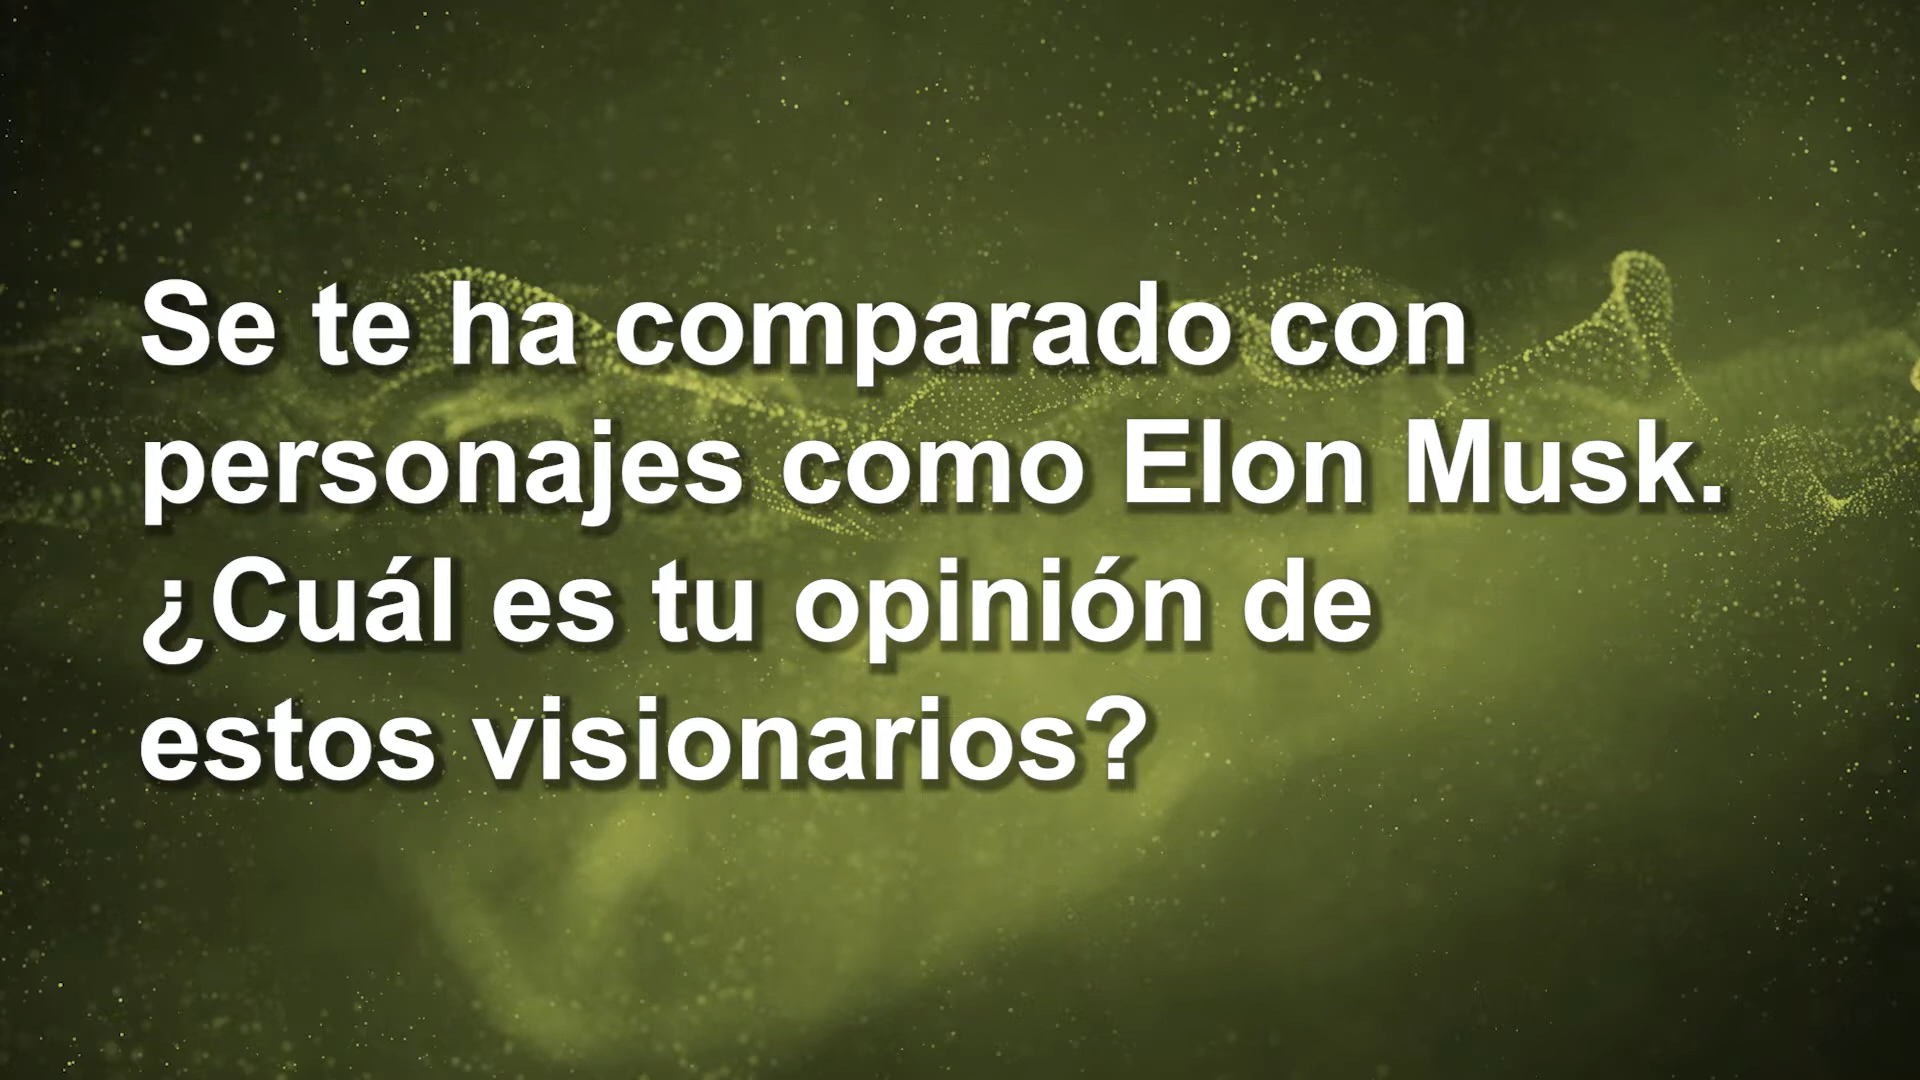 Se te ha comparado con
personajes como Elon Musk.
¿Cuál es tu opinión de
estos visionarios?